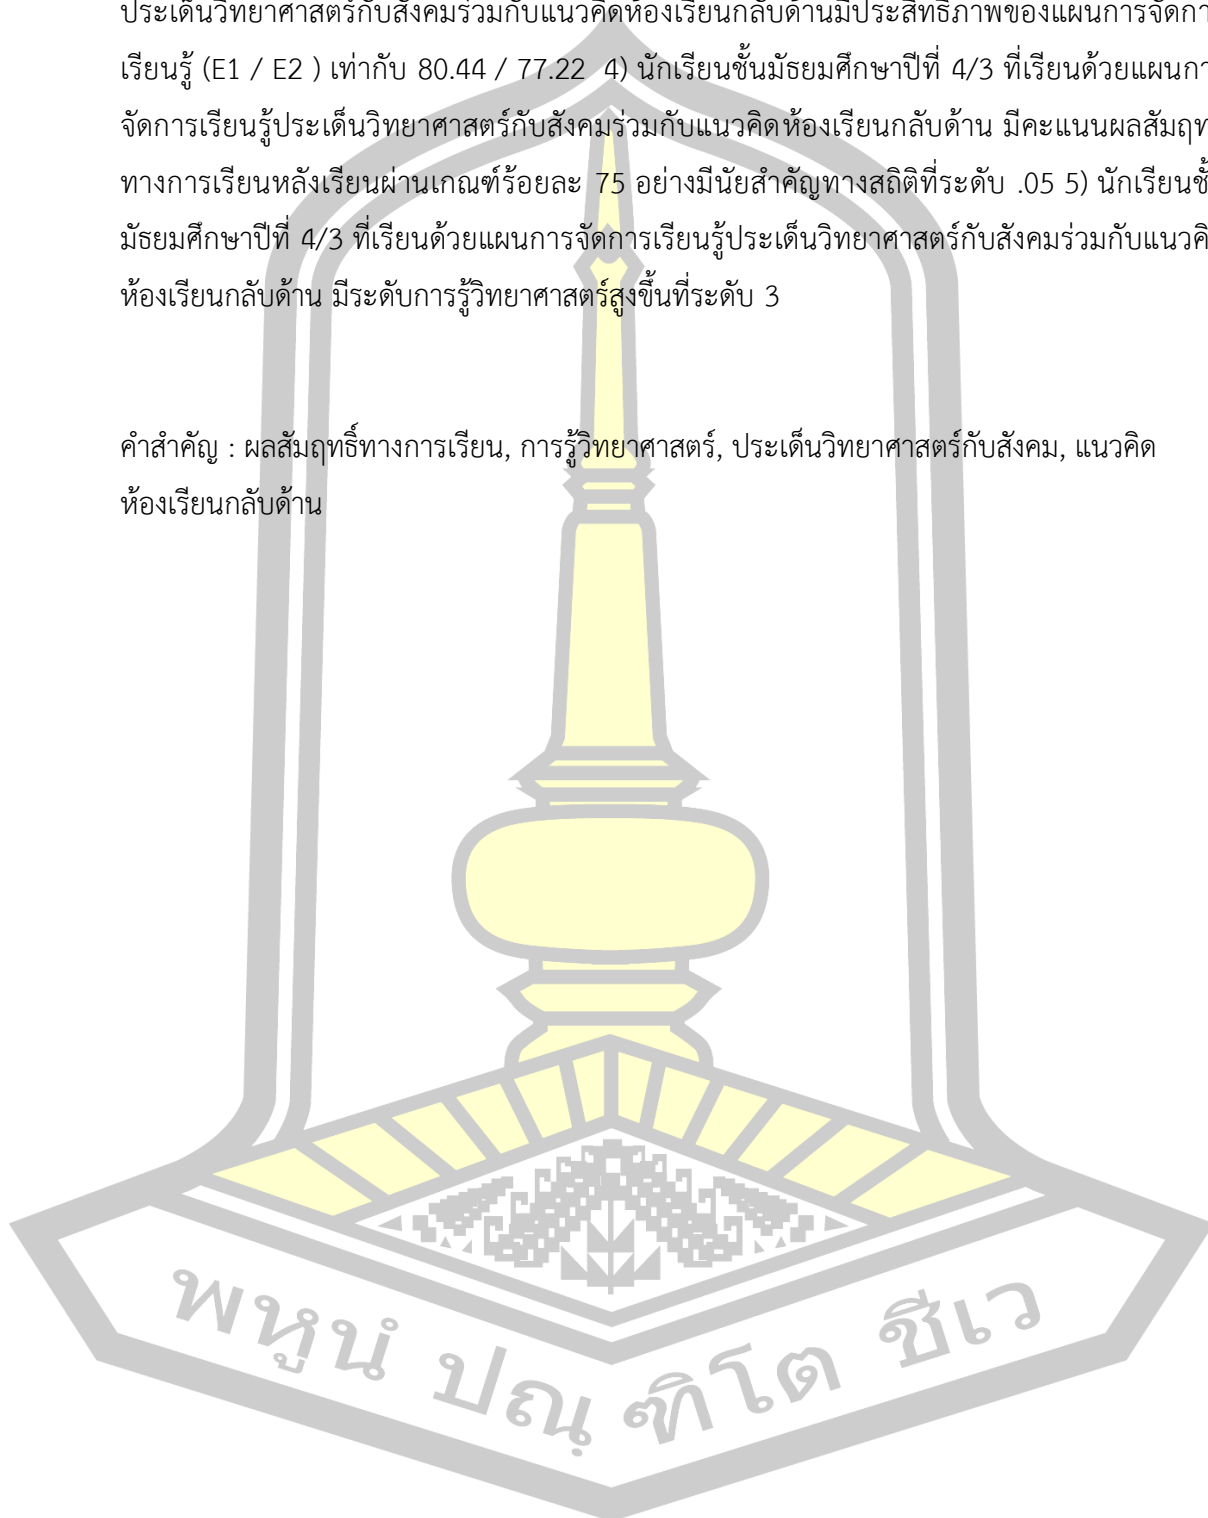 ประเด็นวิทยาศาสตร์กับสังคมร่วมกับแนวคิดห้องเรียนกลับด้านมีประสิทธิภาพของแผนการจัดกา
เรียนรู้ (E1 / E2 ) เท่ากับ 80.44 / 77.22 4) นักเรียนชั้นมัธยมศึกษาปีที่ 4/3 ที่เรียนด้วยแผนกา
จัดการเรียนรู้ประเด็นวิทยาศาสตร์กับสังคมร่วมกับแนวคิดห้องเรียนกลับด้าน มีคะแนนผลสัมฤท
ทางการเรียนหลังเรียนผ่านเกณฑ์ร้อยละ 75 อย่างมีนัยสำคัญทางสถิติที่ระดับ .05 5) นักเรียนชั้
มัธยมศึกษาปีที่ 4/3 ที่เรียนด้วยแผนการจัดการเรียนรู้ประเด็นวิทยาศาสตร์กับสังคมร่วมกับแนวคิ
ห้องเรียนกลับด้าน มีระดับการรู้วิทยาศาสตร์สูงขึ้นที่ระดับ 3
คำสำคัญ : ผลสัมฤทธิ์ทางการเรียน, การรู้วิทยาศาสตร์, ประเด็นวิทยาศาสตร์กับสังคม, แนวคิด
ห้องเรียนกลับด้าน
พหูนํ ปณฺ ฑิโต ชีเว